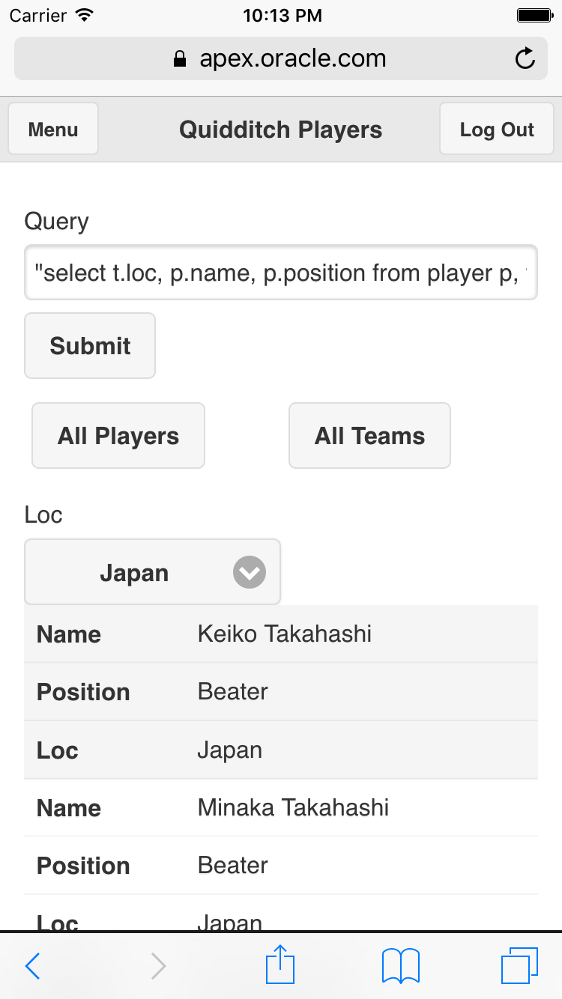 Carrier 10:13 PM
apex.oracle.com
Menu Quidditch Players Log Out
Query
"select t.loc, p.name, p.position from player p,
Submit
All Players All Teams
Loc
Japan
Name Keiko Takahashi
Position Beater
Loc Japan
Name Minaka Takahashi
Position Beater
Loc Japan